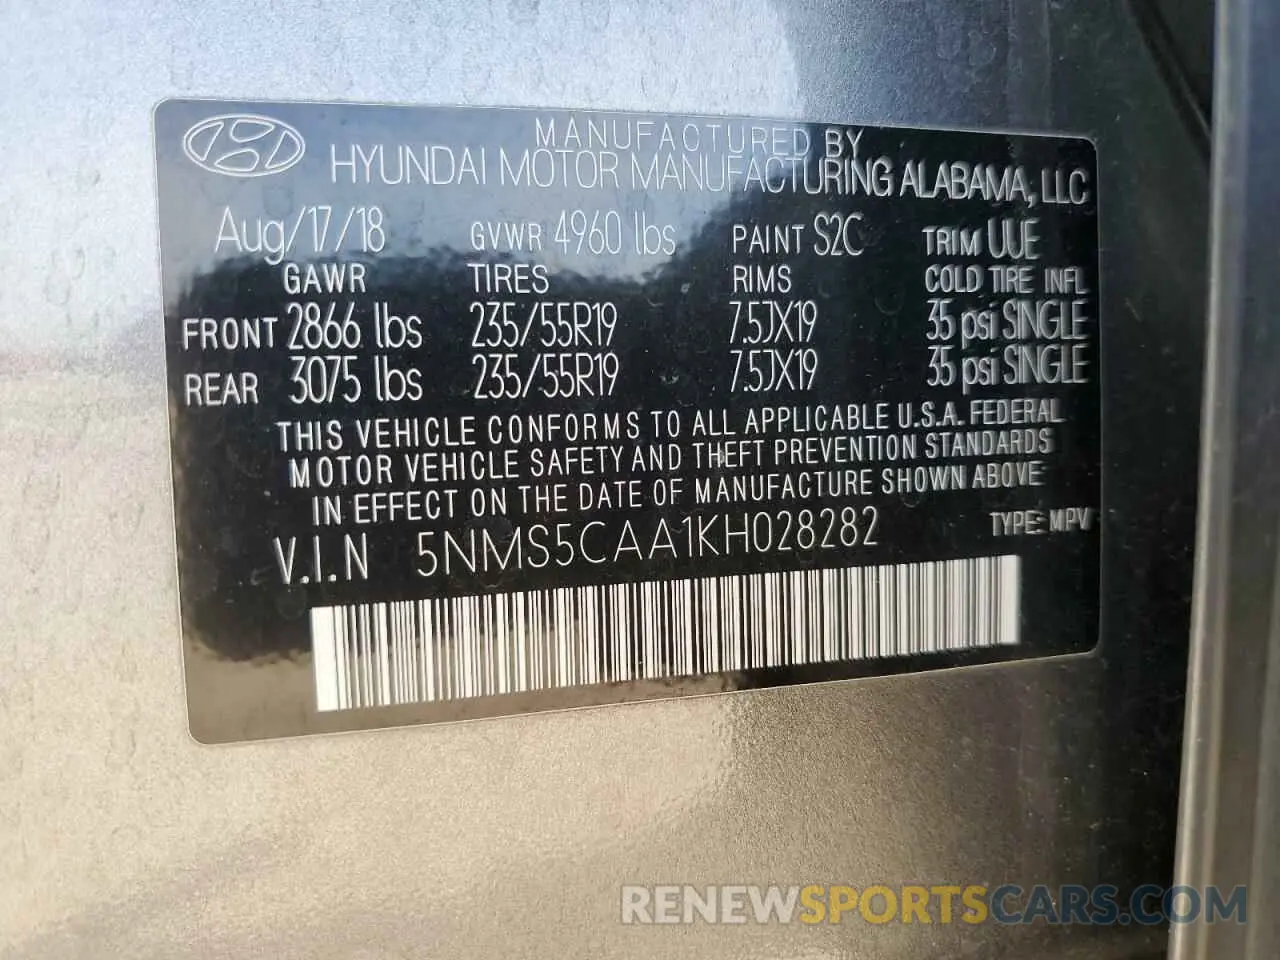 MANUFACTURED BY
HYUNDAI MOTOR MANUFACTURING ALABAMA, LLC
Aug/17/18 GVWR 4960 lbs PAINT S2C TRIM UUE
GAWR TIRES RIMS COLD TIRE INFL
FRONT 2866 lbs 235/55R19 7.5JX19 35 psi SINGLE
REAR 3075 lbs 235/55R19 7.5JX19 35 psi SINGLE
THIS VEHICLE CONFORMS TO ALL APPLICABLE U.S.A. FEDERAL
MOTOR VEHICLE SAFETY AND THEFT PREVENTION STANDARDS
IN EFFECT ON THE DATE OF MANUFACTURE SHOWN ABOVE
V.I.N 5NMS5CAA1KH028282 TYPE: MPV
RENEWSPORTSCARS.COM